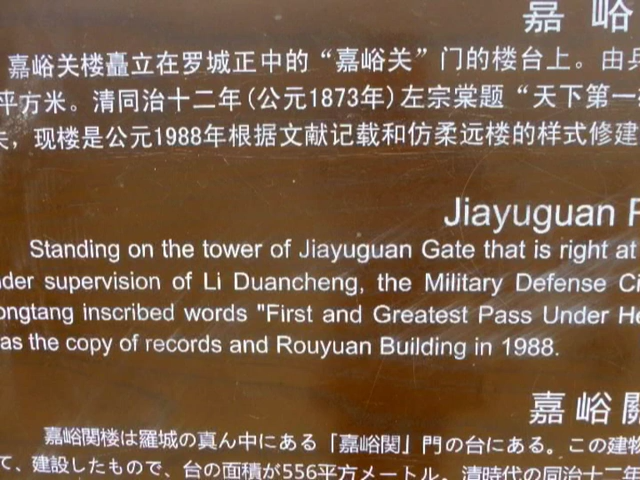 嘉 峪
嘉峪关楼矗立在罗城正中的“嘉峪关”门的楼台上。由兵
平方米。清同治十二年(公元1873年)左宗棠题“天下第一
,现楼是公元1988年根据文献记载和仿柔远楼的样式修建
Jiayuguan
Standing on the tower of Jiayuguan Gate that is right at
der supervision of Li Duancheng, the Military Defense Ci
ongtang inscribed words "First and Greatest Pass Under He
as the copy of records and Rouyuan Building in 1988.
嘉 峪 關
嘉峪関楼は羅城の真ん中にある「嘉峪関」門の台にある。この建物
て、建設したもので、台の面積が556平方メートル。清時代の同治十二年